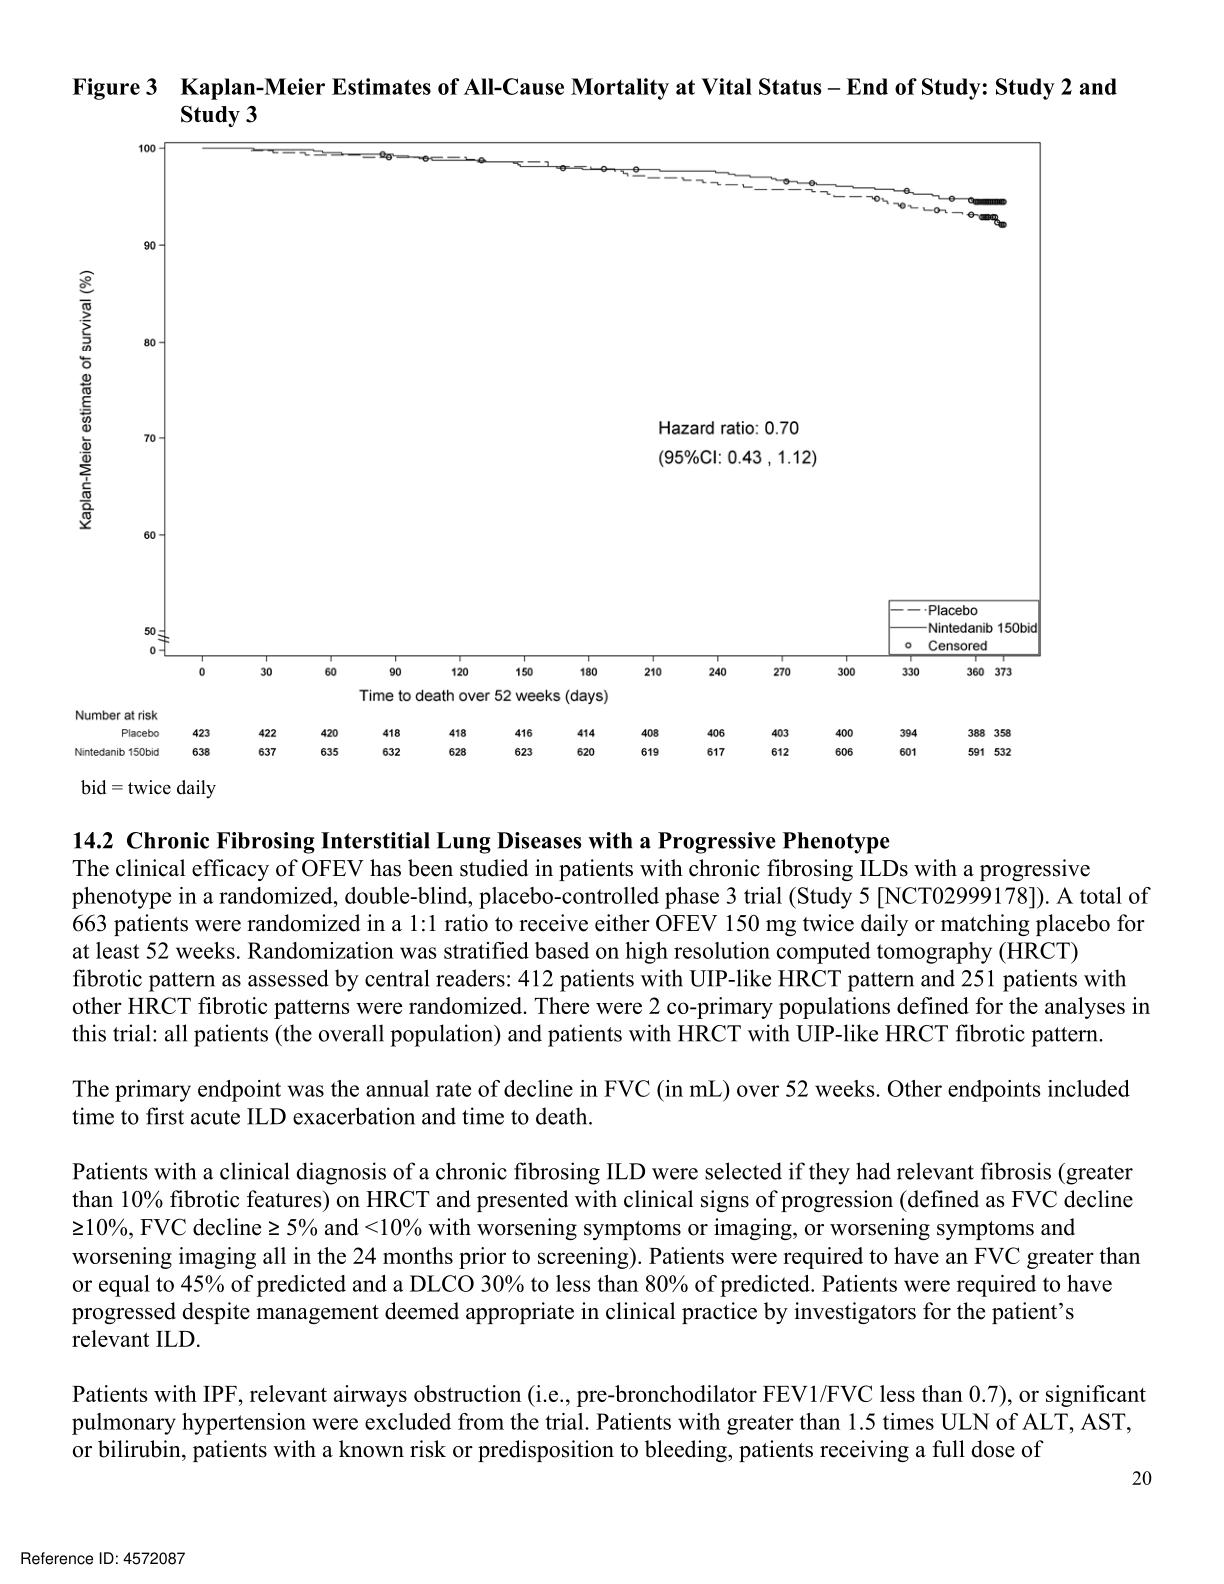 Figure 3 Kaplan-Meier Estimates of All-Cause Mortality at Vital Status – End of Study: Study 2 and
Study 3
100
90
80
70
60
50
0
Kaplan-Meier estimate of survival (%)
Hazard ratio: 0.70
(95%CI: 0.43 , 1.12)
Placebo
Nintedanib 150bid
Censored
0 30 60 90 120 150 180 210 240 270 300 330 360 373
Time to death over 52 weeks (days)
Number at risk
Placebo 423 422 420 418 418 416 414 408 406 403 400 394 388 358
Nintedanib 150bid 638 637 635 632 628 623 620 619 617 612 606 601 591 532
bid = twice daily
14.2 Chronic Fibrosing Interstitial Lung Diseases with a Progressive Phenotype
The clinical efficacy of OFEV has been studied in patients with chronic fibrosing ILDs with a progressive
phenotype in a randomized, double-blind, placebo-controlled phase 3 trial (Study 5 [NCT02999178]). A total of
663 patients were randomized in a 1:1 ratio to receive either OFEV 150 mg twice daily or matching placebo for
at least 52 weeks. Randomization was stratified based on high resolution computed tomography (HRCT)
fibrotic pattern as assessed by central readers: 412 patients with UIP-like HRCT pattern and 251 patients with
other HRCT fibrotic patterns were randomized. There were 2 co-primary populations defined for the analyses in
this trial: all patients (the overall population) and patients with HRCT with UIP-like HRCT fibrotic pattern.
The primary endpoint was the annual rate of decline in FVC (in mL) over 52 weeks. Other endpoints included
time to first acute ILD exacerbation and time to death.
Patients with a clinical diagnosis of a chronic fibrosing ILD were selected if they had relevant fibrosis (greater
than 10% fibrotic features) on HRCT and presented with clinical signs of progression (defined as FVC decline
≥10%, FVC decline ≥ 5% and <10% with worsening symptoms or imaging, or worsening symptoms and
worsening imaging all in the 24 months prior to screening). Patients were required to have an FVC greater than
or equal to 45% of predicted and a DLCO 30% to less than 80% of predicted. Patients were required to have
progressed despite management deemed appropriate in clinical practice by investigators for the patient’s
relevant ILD.
Patients with IPF, relevant airways obstruction (i.e., pre-bronchodilator FEV1/FVC less than 0.7), or significant
pulmonary hypertension were excluded from the trial. Patients with greater than 1.5 times ULN of ALT, AST,
or bilirubin, patients with a known risk or predisposition to bleeding, patients receiving a full dose of
20
Reference ID: 4572087